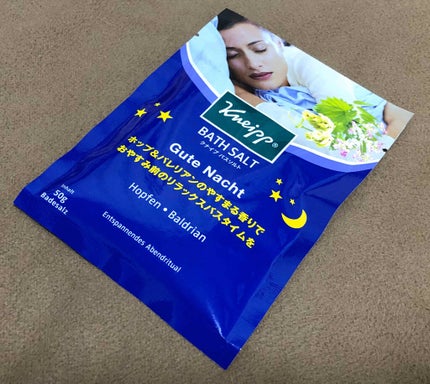 Kneipp®
BATH SALT
クナイプ バスソルト
Gute Nacht
ホップ&バレリアンのやすまる香りで
おやすみ前のリラックスバスタイムを
Hopfen • Baldrian
Entspannendes Abendritual
Inhalt
50g
Badesalz